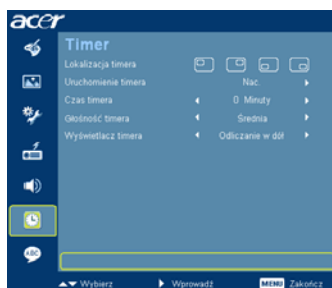 acer
Timer
Lokalizacja timera
Uruchomienie timera Nac.
Czas timera 0 Minuty
Głośność timera Średnia
Wyświetlacz timera Odliczanie w dół
ABC
Wybierz Wprowadź MENU Zakończ